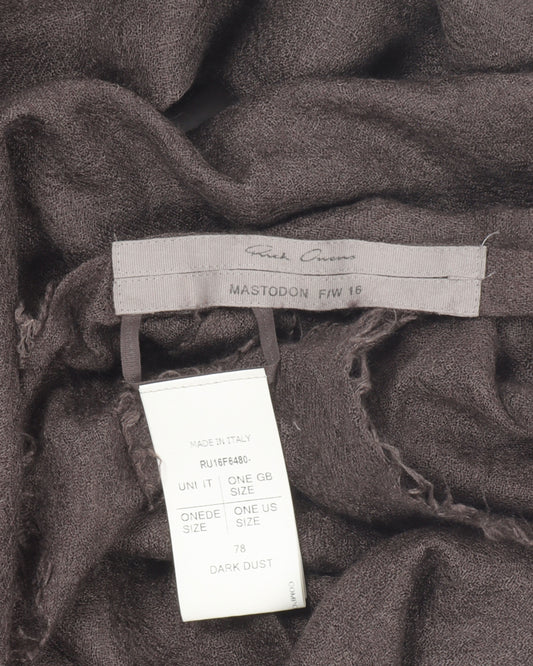 Rick Owens
MASTODON F/W 16
MADE IN ITALY
RU16F6480-
UNI IT ONE GB
SIZE
ONEDE ONE US
SIZE SIZE
78
DARK DUST